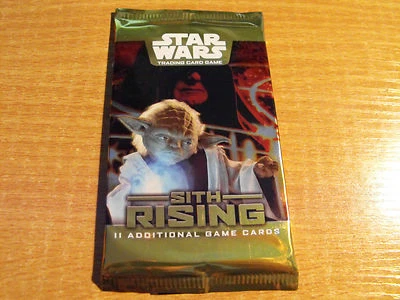 STAR
WARS
TRADING CARD GAME
SITH
RISING
11 ADDITIONAL GAME CARDS